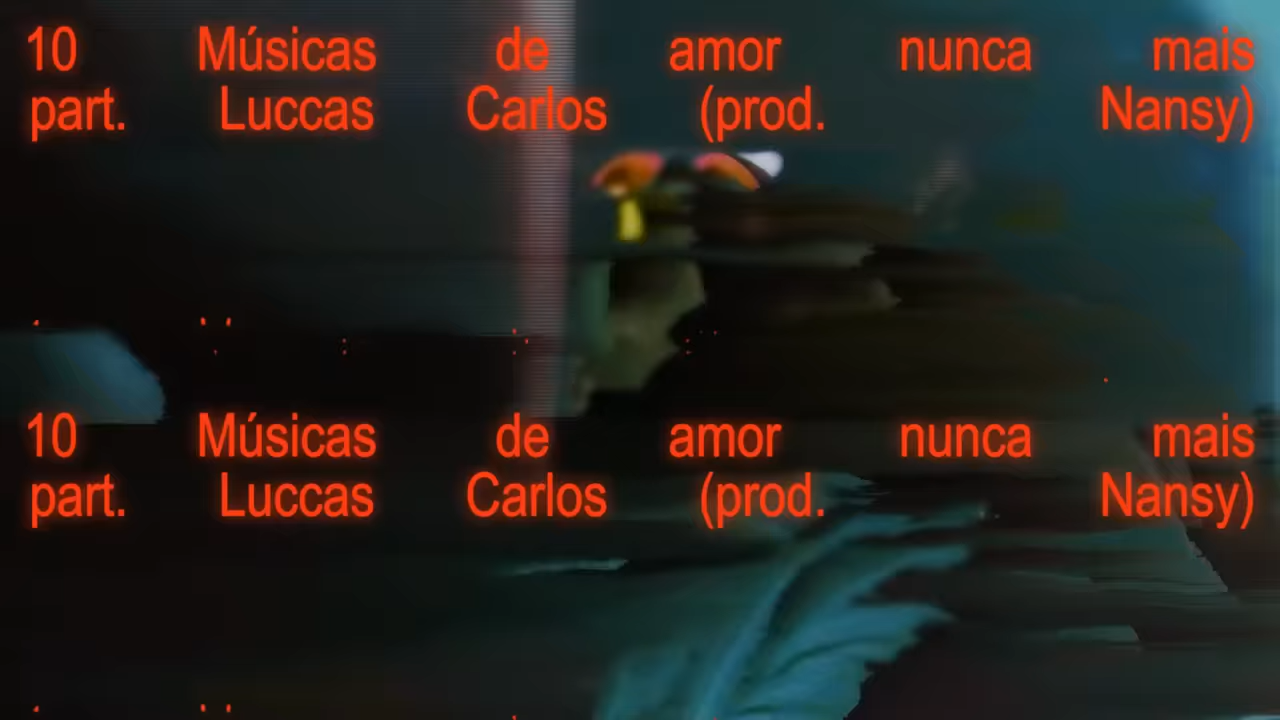 10 Músicas de amor nunca mais
part. Luccas Carlos (prod. Nansy)
10 Músicas de amor nunca mais
part. Luccas Carlos (prod. Nansy)